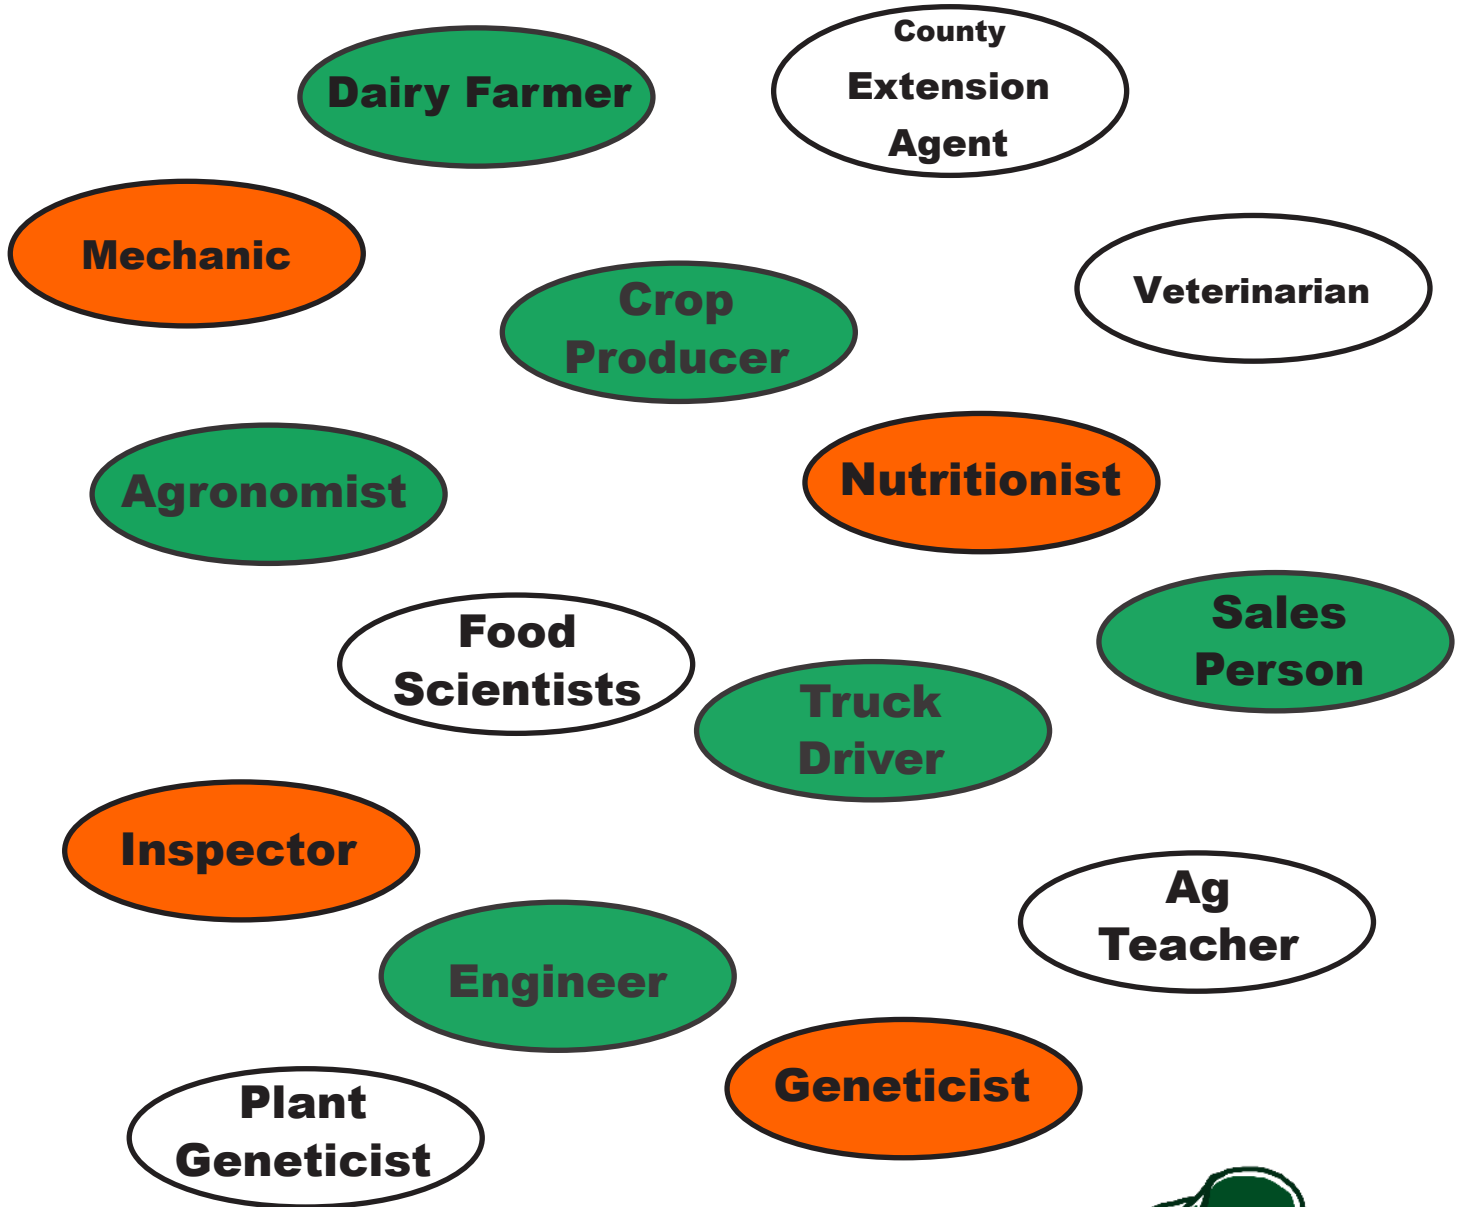 Dairy Farmer
County
Extension
Agent
Mechanic
Veterinarian
Crop
Producer
Agronomist
Nutritionist
Food
Scientists
Sales
Person
Truck
Driver
Inspector
Ag
Teacher
Engineer
Geneticist
Plant
Geneticist